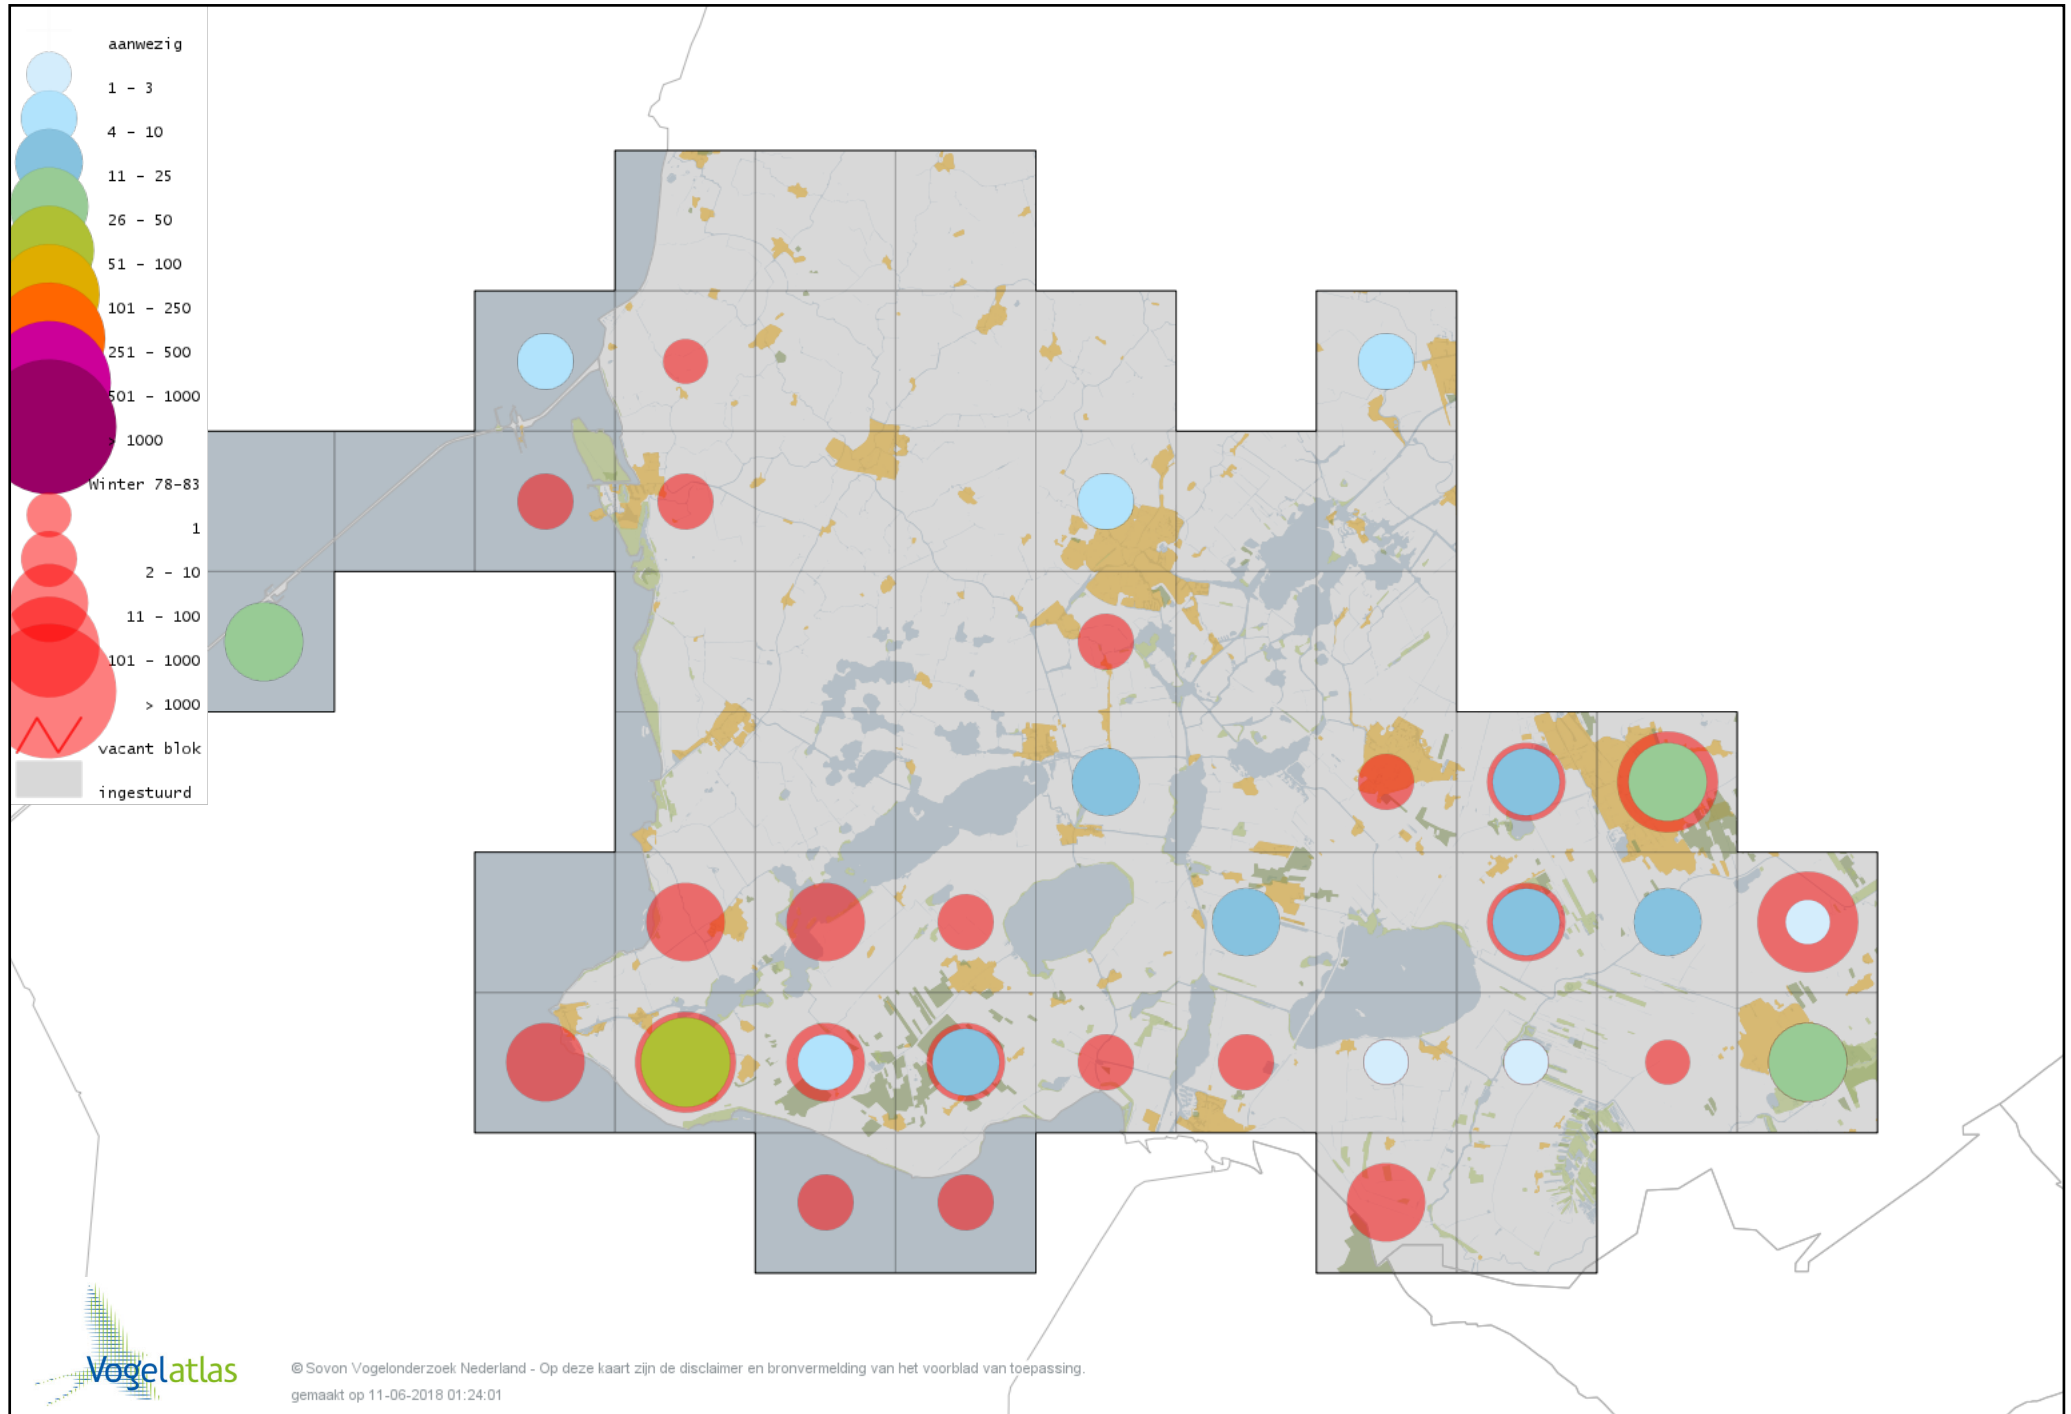 aanwezig
1 - 3
4 - 10
11 - 25
26 - 50
51 - 100
101 - 250
251 - 500
501 - 1000
> 1000
Winter 78-83
1
2 - 10
11 - 100
101 - 1000
> 1000
vacant blok
ingestuurd
Vogelatlas
© Sovon Vogelonderzoek Nederland - Op deze kaart zijn de disclaimer en bronvermelding van het voorblad van toepassing.
gemaakt op 11-06-2018 01:24:01